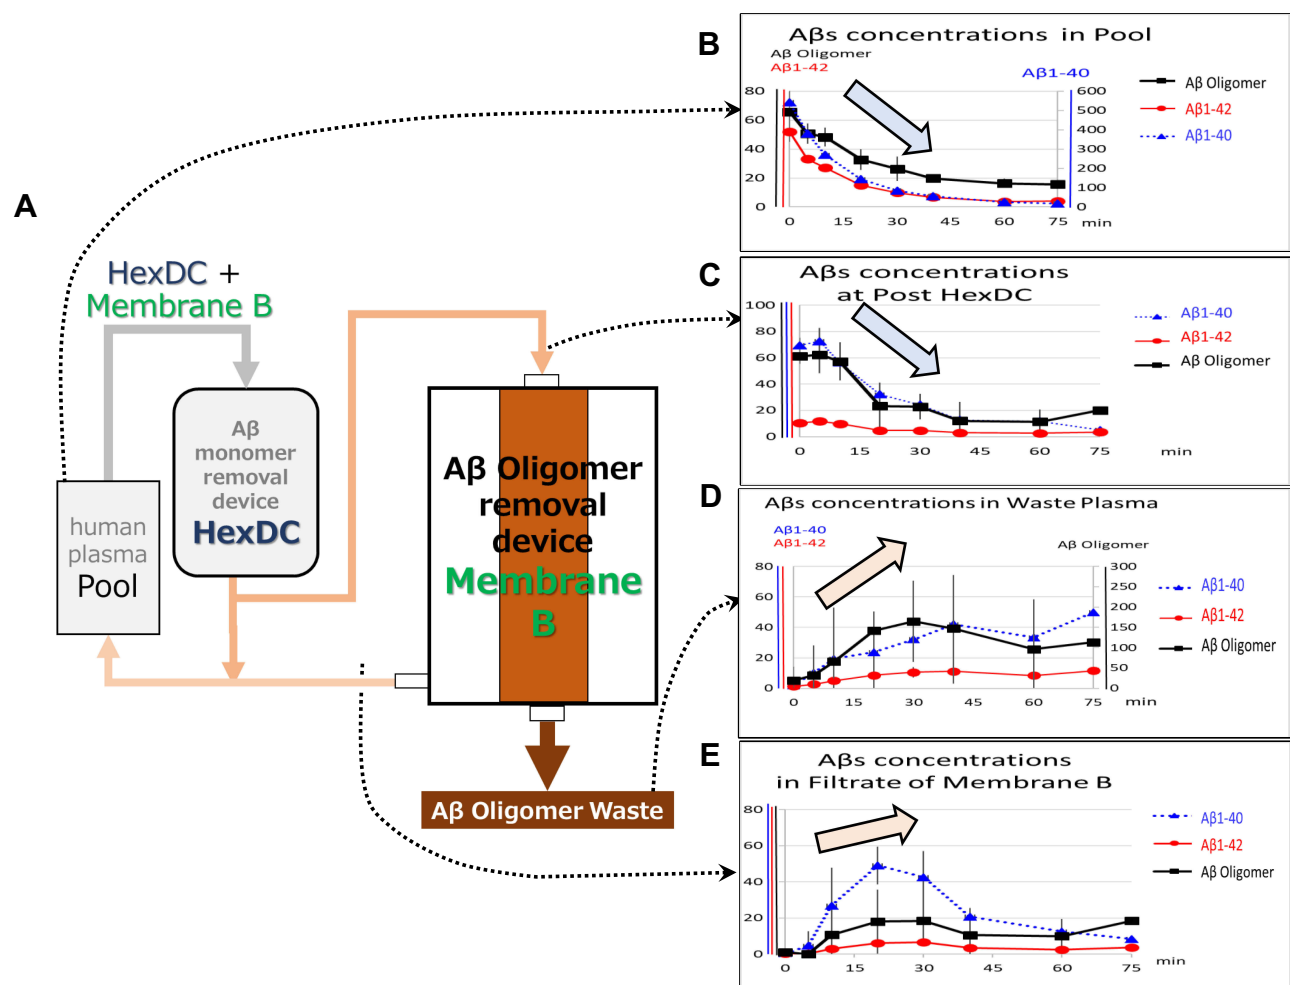 A
HexDC +
Membrane B
Aβ
monomer
removal
device
HexDC
human
plasma
Pool
Aβ Oligomer
removal
device
Membrane
B
Aβ Oligomer Waste
B
Aβs concentrations in Pool
Aβ Oligomer
Aβ1-42
Aβ1-40
80
60
40
20
0
600
500
400
300
200
100
0
0 15 30 45 60 75 min
Aβ Oligomer
Aβ1-42
Aβ1-40
C
Aβs concentrations
at Post HexDC
100
80
60
40
20
0
0 15 30 45 60 75 min
Aβ1-40
Aβ1-42
Aβ Oligomer
D
Aβs concentrations in Waste Plasma
Aβ1-40
Aβ1-42
Aβ Oligomer
80
60
40
20
0
300
250
200
150
100
50
0
0 15 30 45 60 75 min
Aβ1-40
Aβ1-42
Aβ Oligomer
E
Aβs concentrations
in Filtrate of Membrane B
80
60
40
20
0
0 15 30 45 60 75 min
Aβ1-40
Aβ1-42
Aβ Oligomer